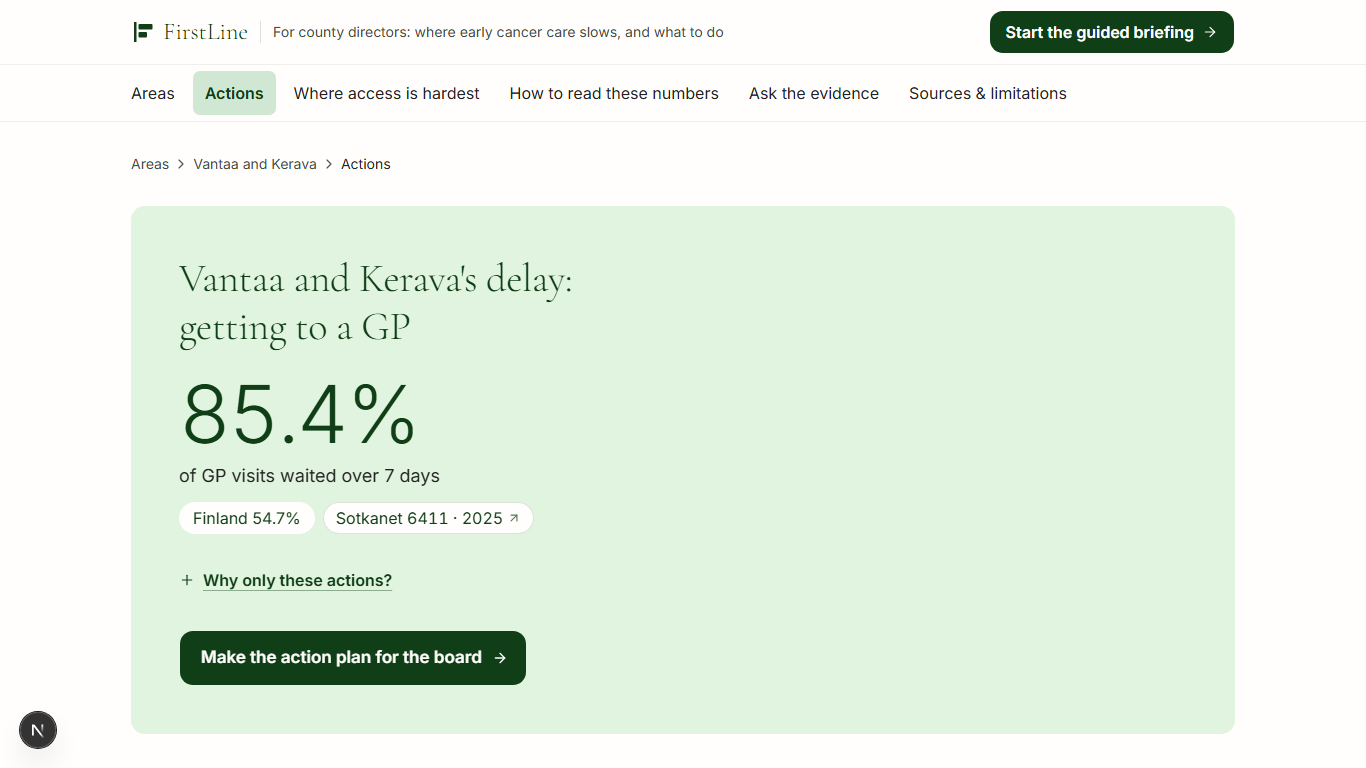 FirstLine
For county directors: where early cancer care slows, and what to do
Start the guided briefing →
Areas
Actions
Where access is hardest
How to read these numbers
Ask the evidence
Sources & limitations
Areas > Vantaa and Kerava > Actions
Vantaa and Kerava's delay:
getting to a GP
85.4%
of GP visits waited over 7 days
Finland 54.7%
Sotkanet 6411 · 2025 ↗
+ Why only these actions?
Make the action plan for the board →
N